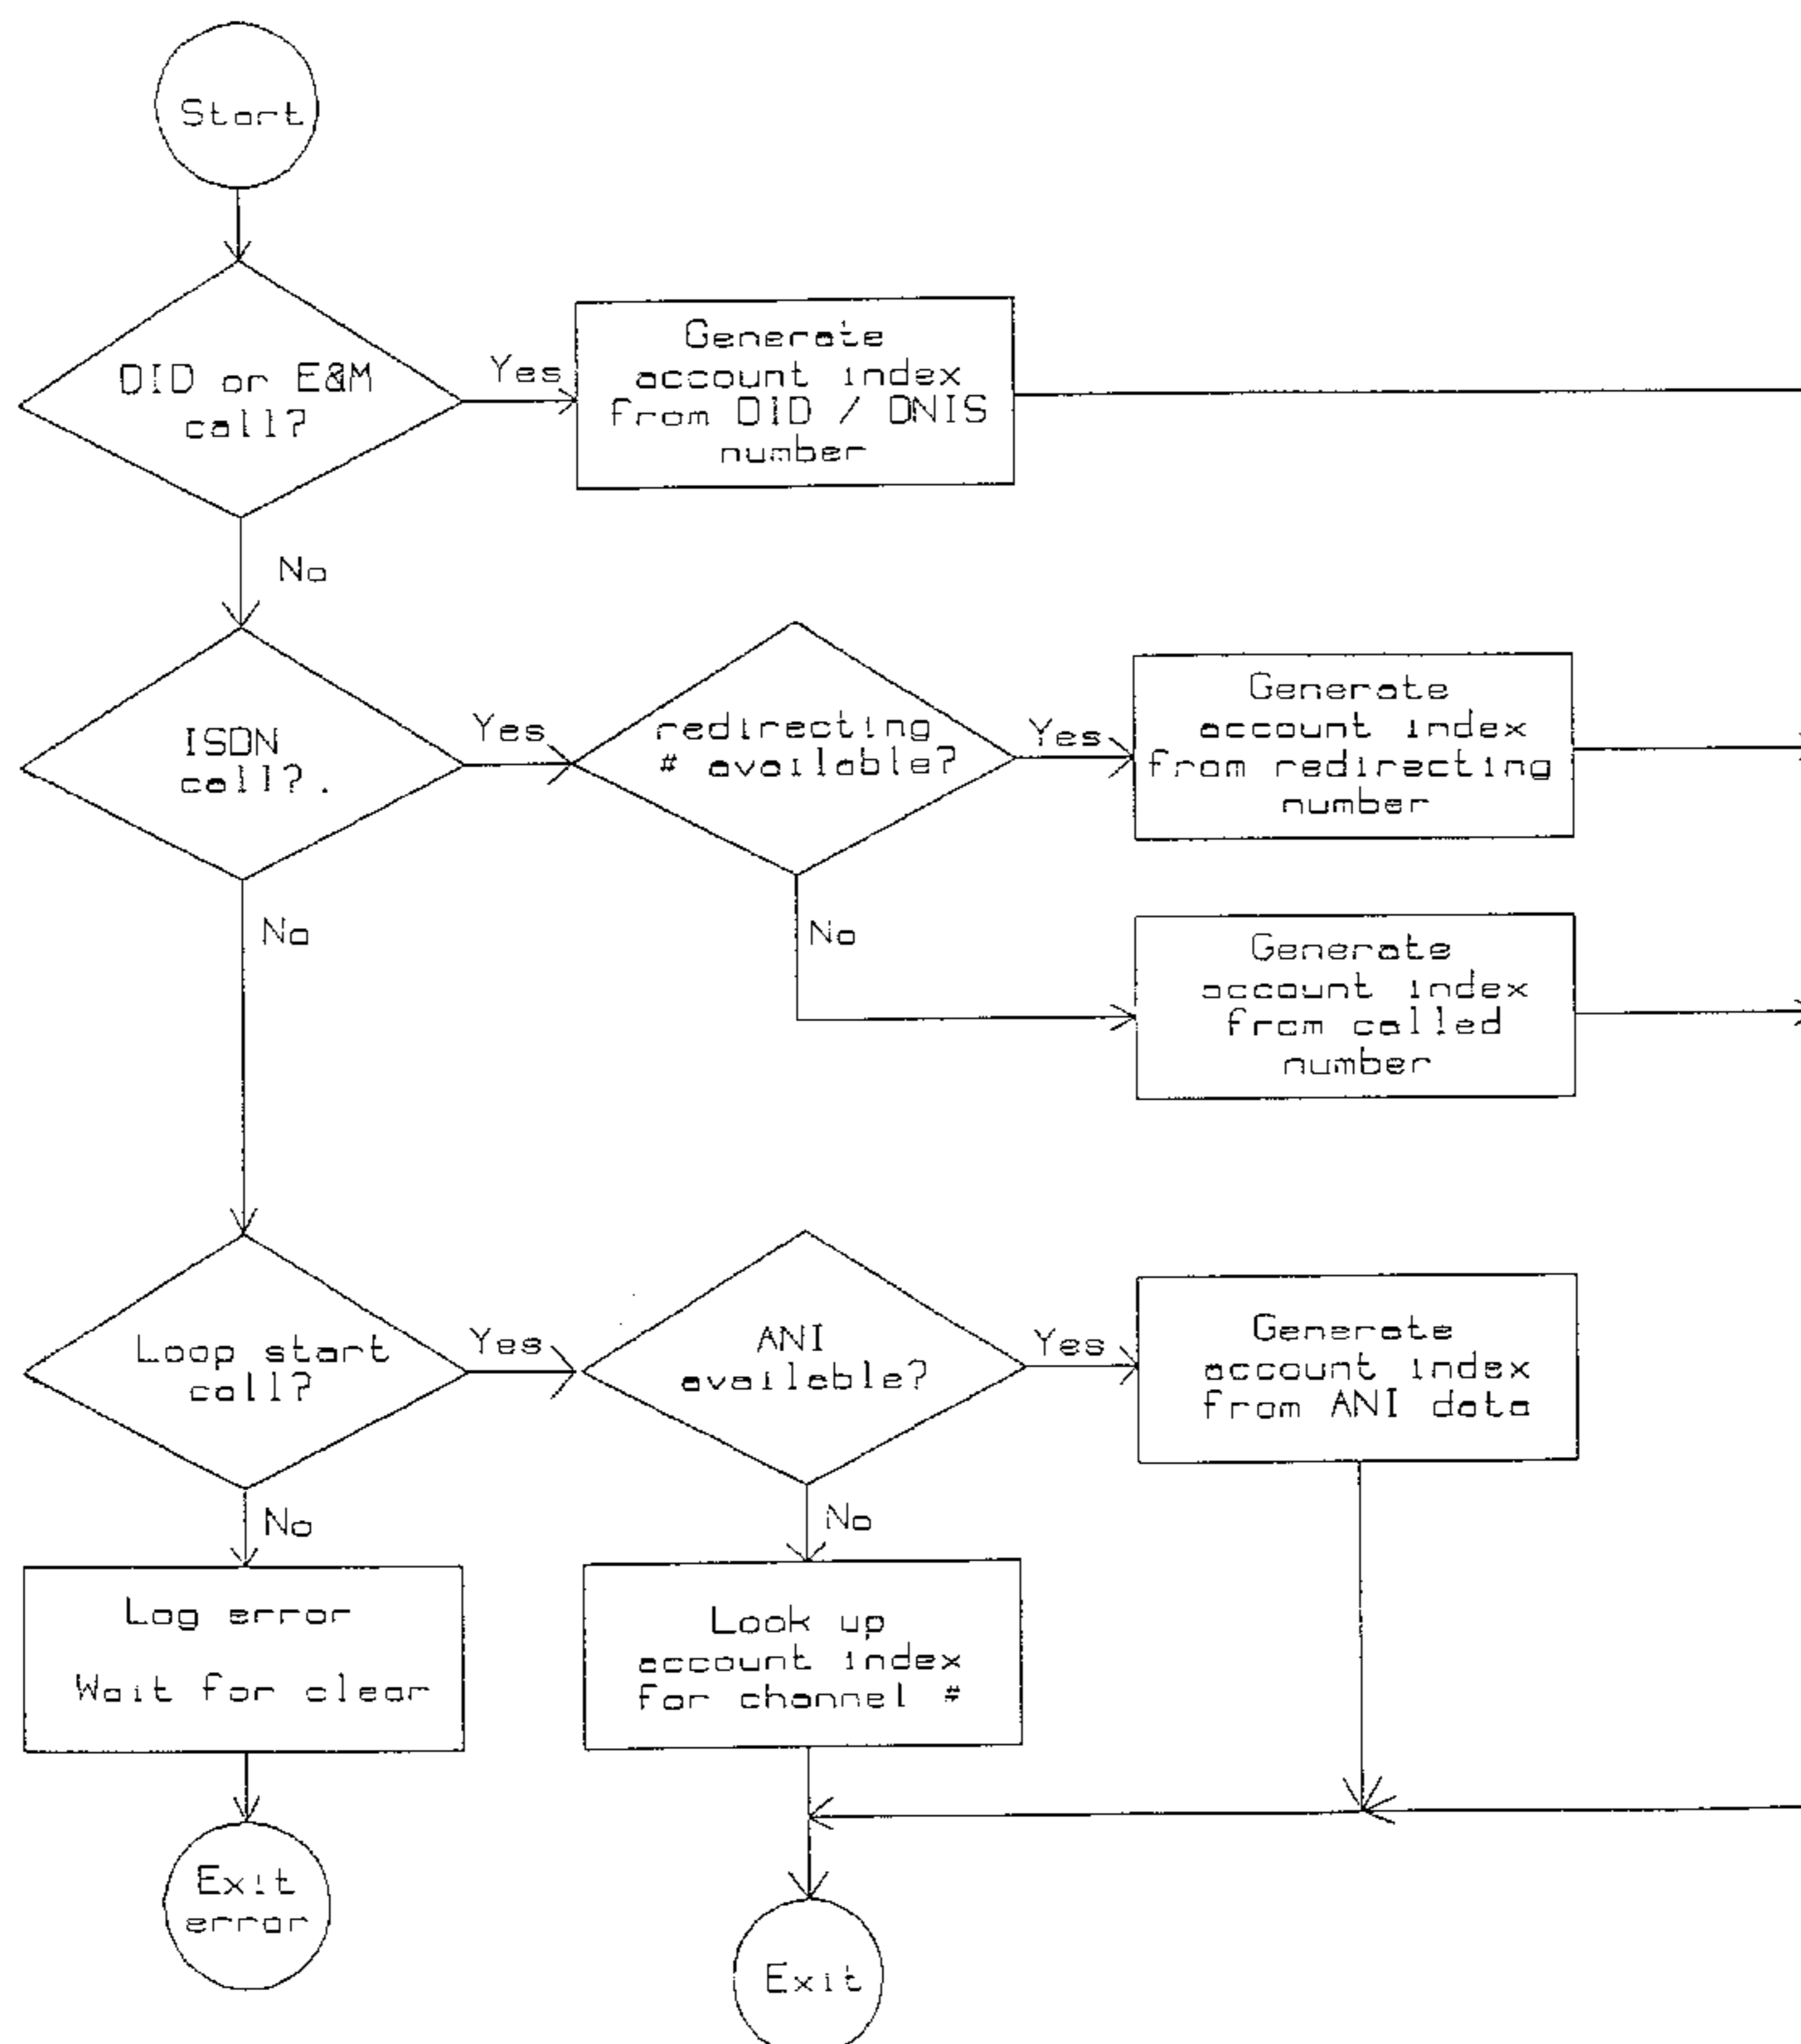 Start
DID or E&M
call?
Yes
Generate
account index
from DID / DNIS
number
No
ISDN
call?.
Yes
redirecting
# available?
Yes
Generate
account index
from redirecting
number
No
No
Generate
account index
from called
number
Loop start
call?
Yes
ANI
available?
Yes
Generate
account index
from ANI data
No
No
Log error
Wait for clear
Look up
account index
for channel #
Exit
error
Exit